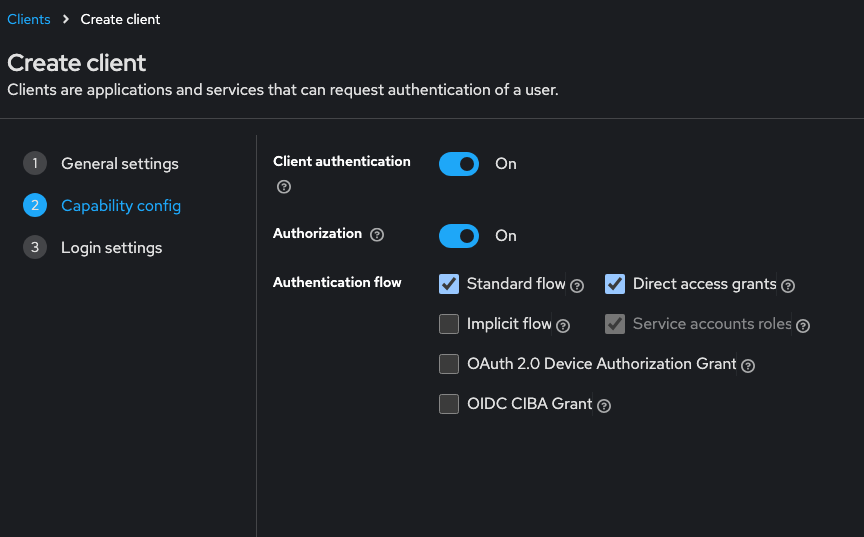 Clients > Create client
Create client
Clients are applications and services that can request authentication of a user.
1 General settings
2 Capability config
3 Login settings
Client authentication
?
On
Authorization ?
On
Authentication flow
Standard flow ? Direct access grants ?
Implicit flow ? Service accounts roles ?
OAuth 2.0 Device Authorization Grant ?
OIDC CIBA Grant ?